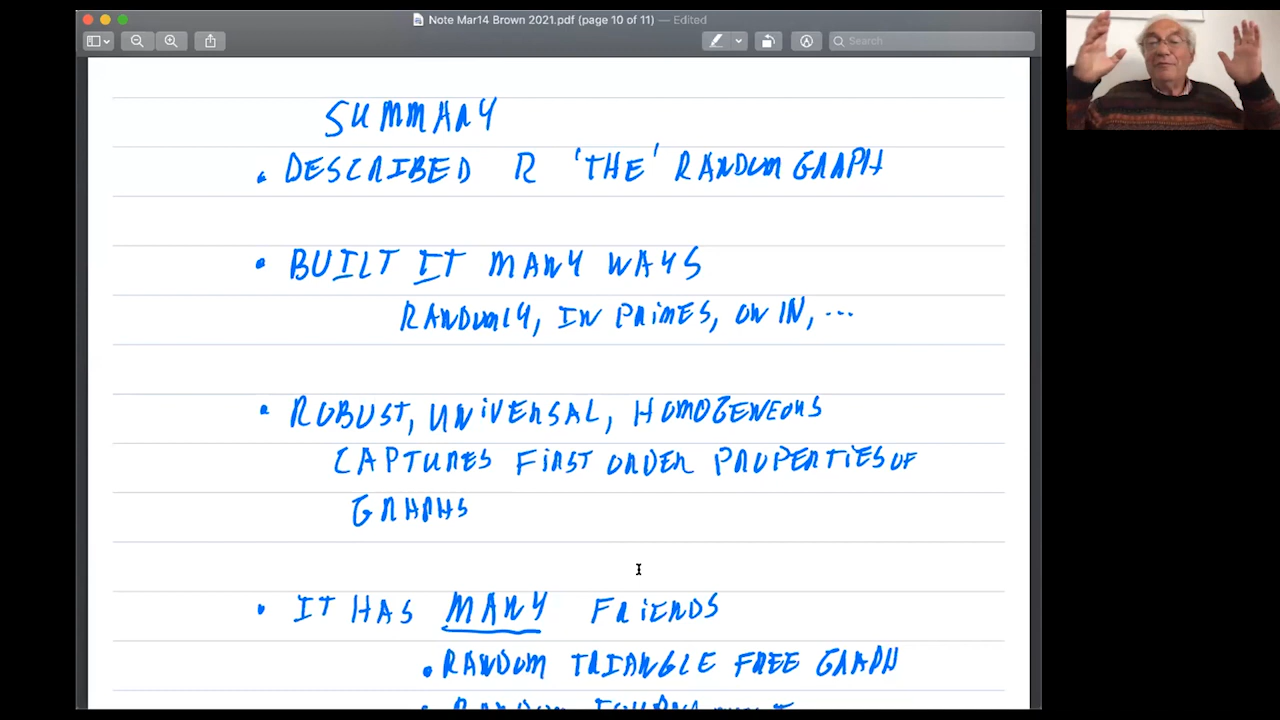 Note Mar14 Brown 2021.pdf (page 10 of 11) — Edited
Search
SUMMARY
• DESCRIBED R 'THE' RANDOM GRAPH
• BUILT IT MANY WAYS
RANDOMLY, IN PRIMES, ON IN, ...
• ROBUST, UNIVERSAL, HOMOGENEOUS
CAPTURES FIRST ORDER PROPERTIES OF
GRAPHS
• IT HAS MANY FRIENDS
• RANDOM TRIANGLE FREE GRAPH
• RANDOM